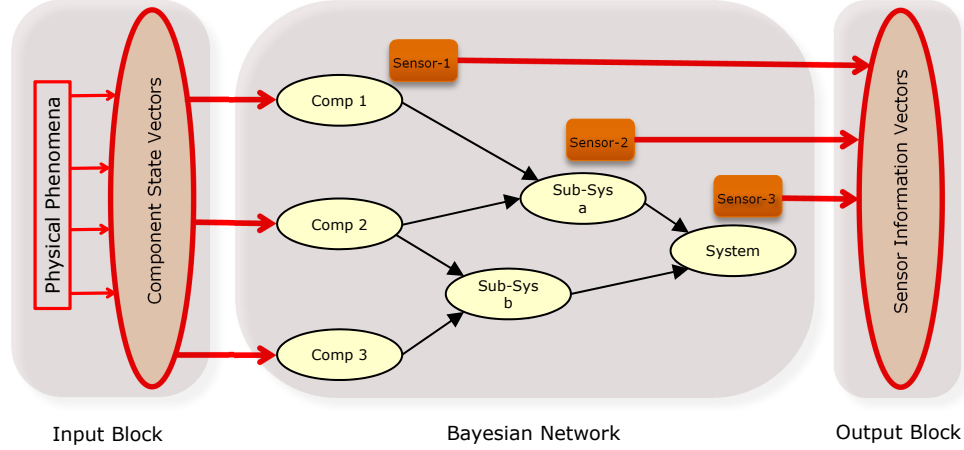 Physical Phenomena
Component State Vectors
Sensor-1
Comp 1
Sensor-2
Sub-Sys
a
Sensor-3
Comp 2
System
Sub-Sys
b
Comp 3
Sensor Information Vectors
Input Block
Bayesian Network
Output Block